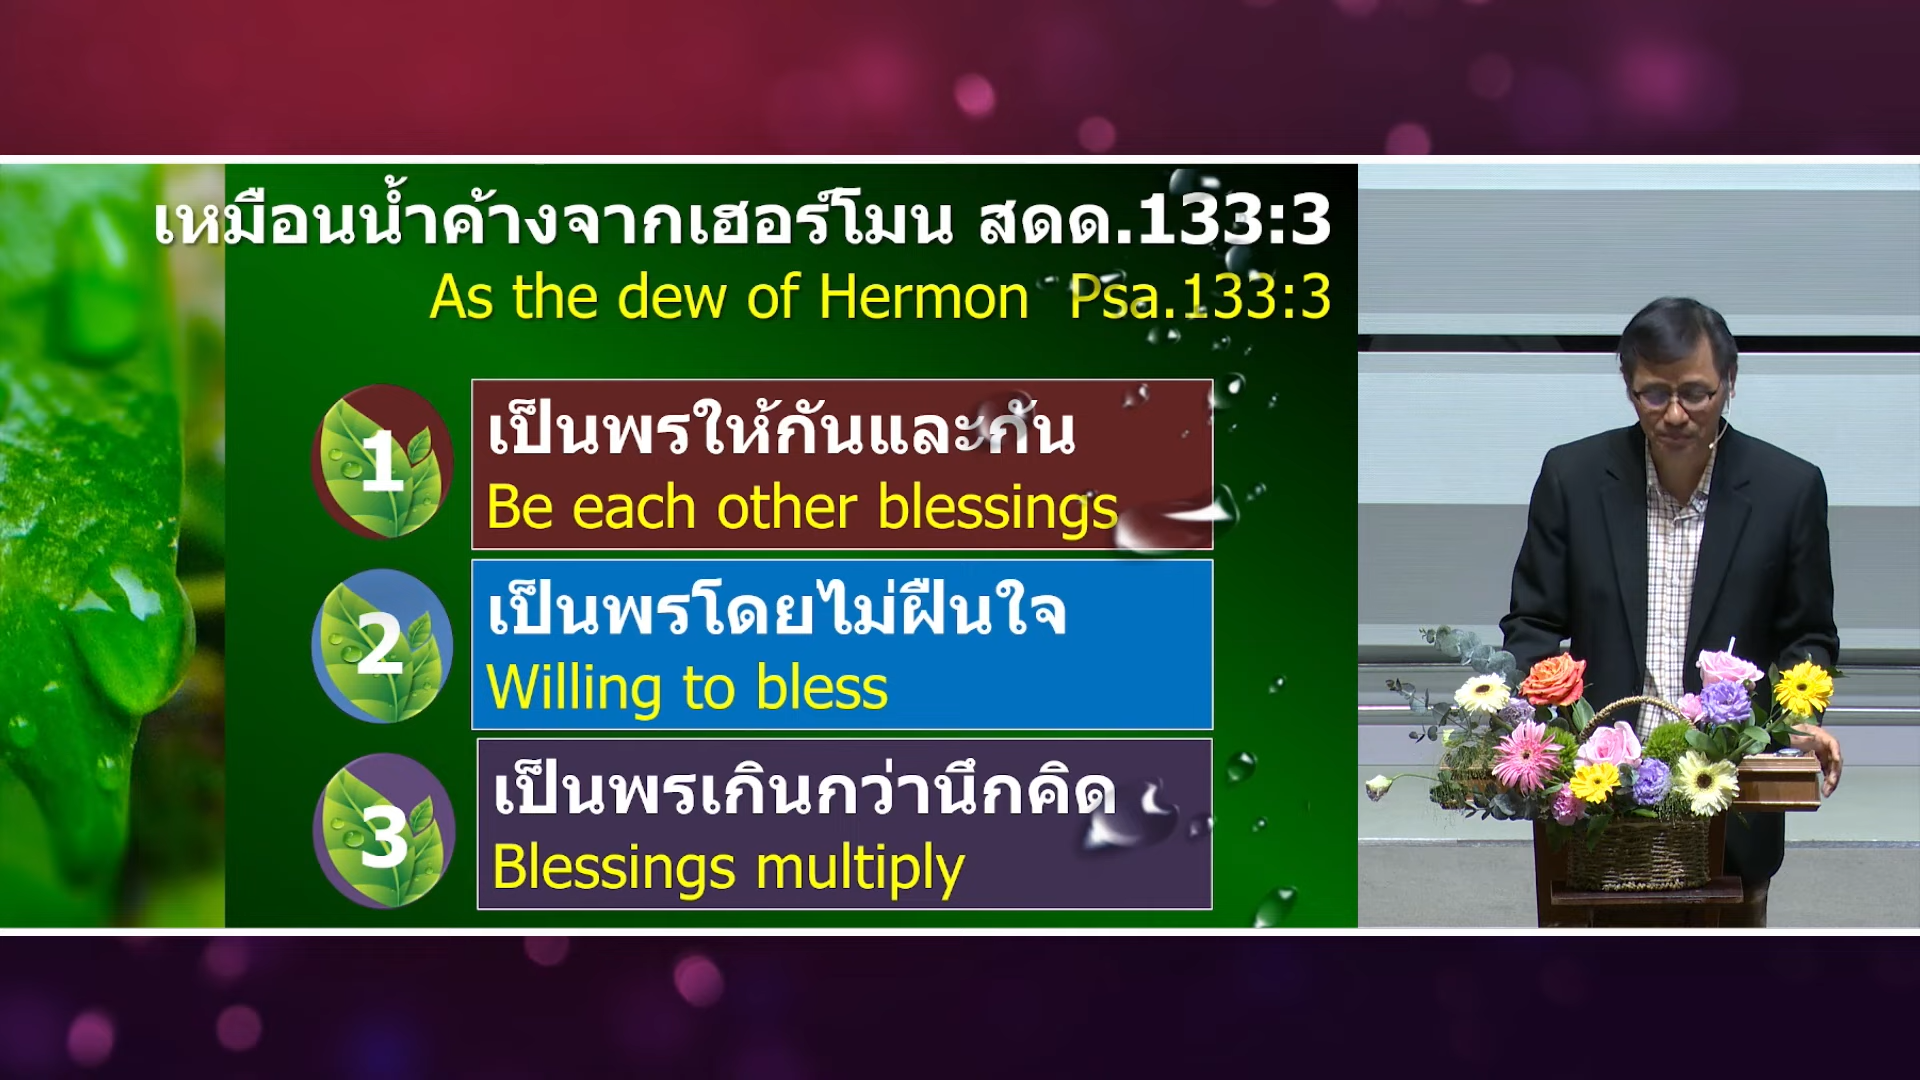 เหมือนน้ำค้างจากเฮอร์โมน สดด.133:3
As the dew of Hermon Psa.133:3
1
เป็นพรให้กันและกัน
Be each other blessings
2
เป็นพรโดยไม่ฝืนใจ
Willing to bless
3
เป็นพรเกินกว่านึกคิด
Blessings multiply